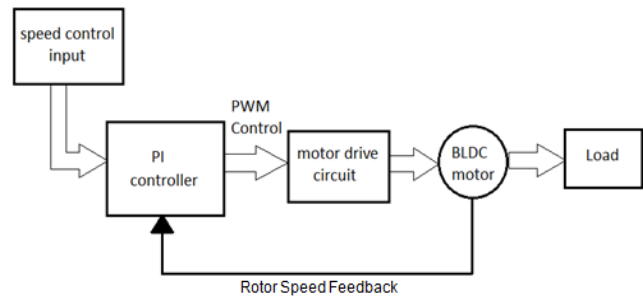 speed control
input
PWM
Control
PI
controller
motor drive
circuit
BLDC
motor
Load
Rotor Speed Feedback